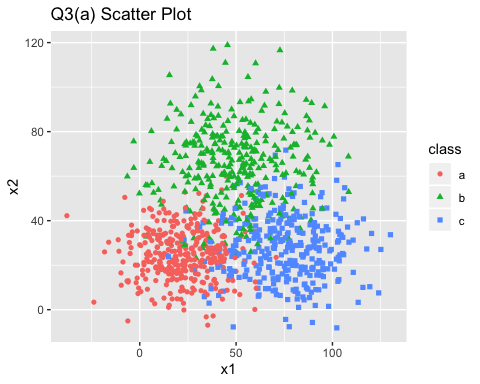 Q3(a) Scatter Plot
120
80
40
0
x2
0
50
100
x1
class
a
b
c